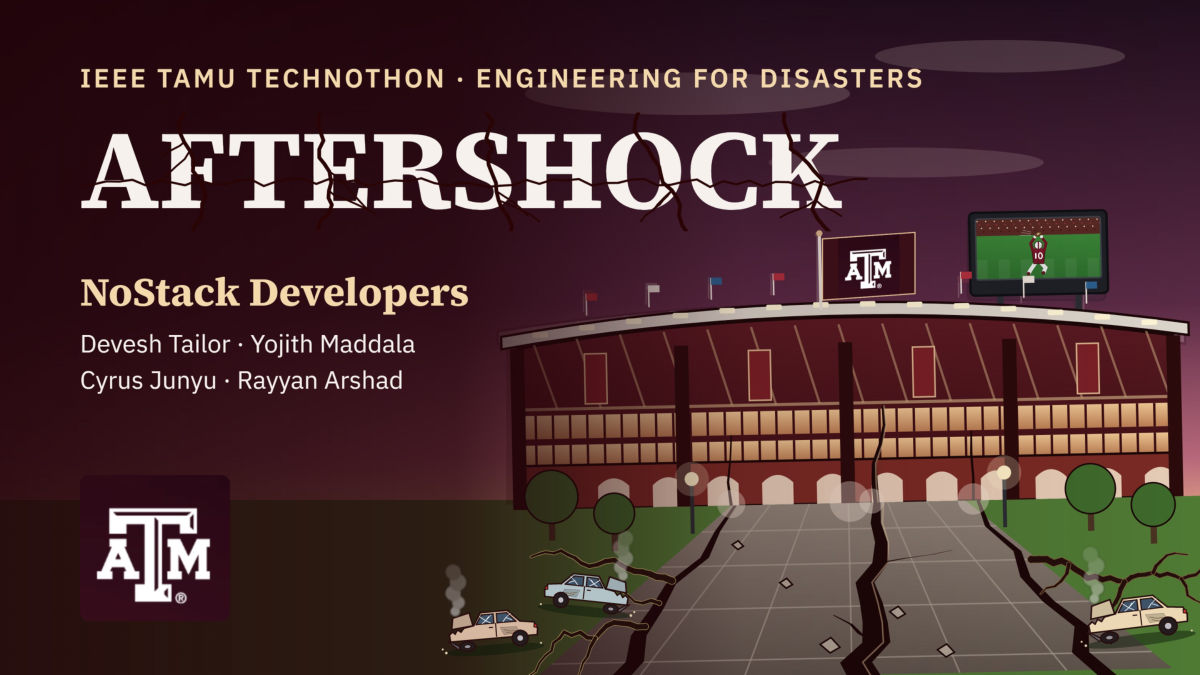 IEEE TAMU TECHNOTHON · ENGINEERING FOR DISASTERS
AFTERSHOCK
NoStack Developers
Devesh Tailor · Yojith Maddala
Cyrus Junyu · Rayyan Arshad
ATM®
10
ATM®